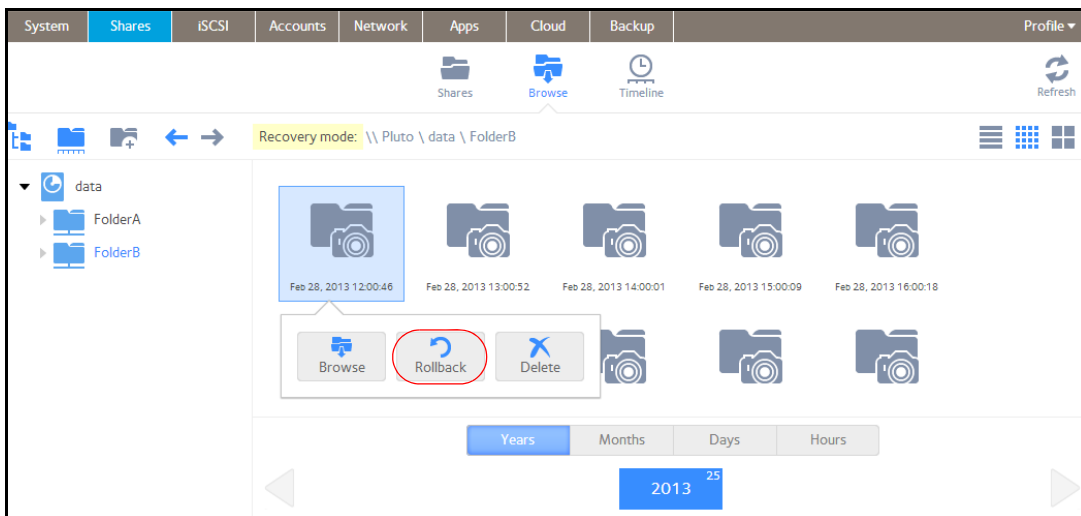 System Shares iSCSI Accounts Network Apps Cloud Backup Profile
Shares Browse Timeline Refresh
Recovery mode: \\ Pluto \ data \ FolderB
data
FolderA
FolderB
Feb 28, 2013 12:00:46 Feb 28, 2013 13:00:52 Feb 28, 2013 14:00:01 Feb 28, 2013 15:00:09 Feb 28, 2013 16:00:18
Browse Rollback Delete
Years Months Days Hours
2013 25